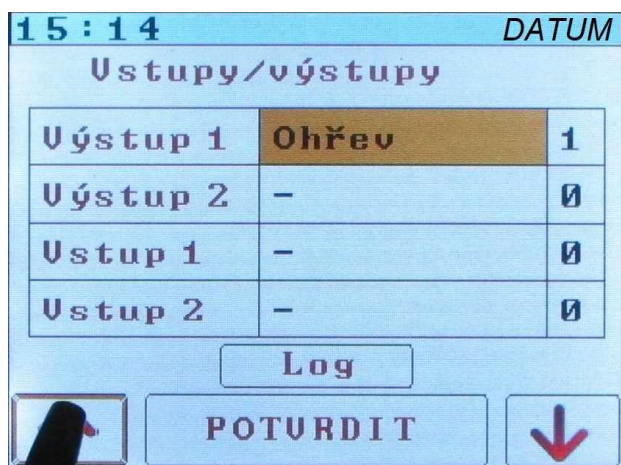 15:14 DATUM
Vstupy/výstupy
Výstup 1 Ohřev 1
Výstup 2 - 0
Vstup 1 - 0
Vstup 2 - 0
Log
POTVRDIT